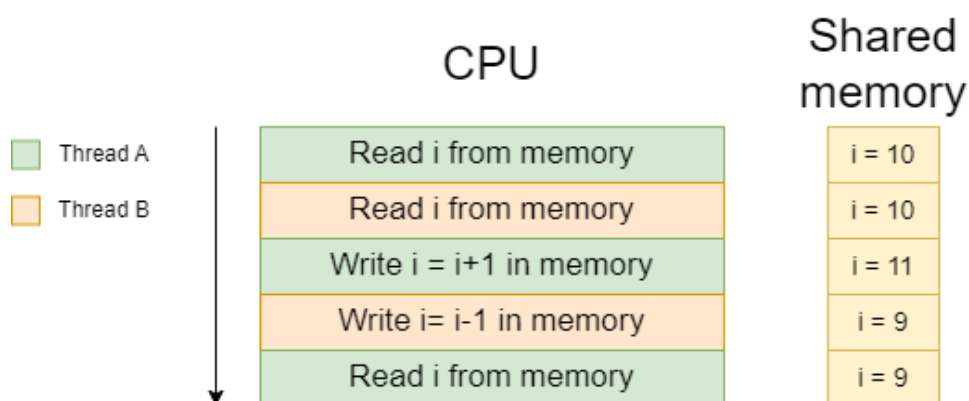 CPU
Shared
memory
Thread A
Thread B
Read i from memory
i = 10
Read i from memory
i = 10
Write i = i+1 in memory
i = 11
Write i= i-1 in memory
i = 9
Read i from memory
i = 9